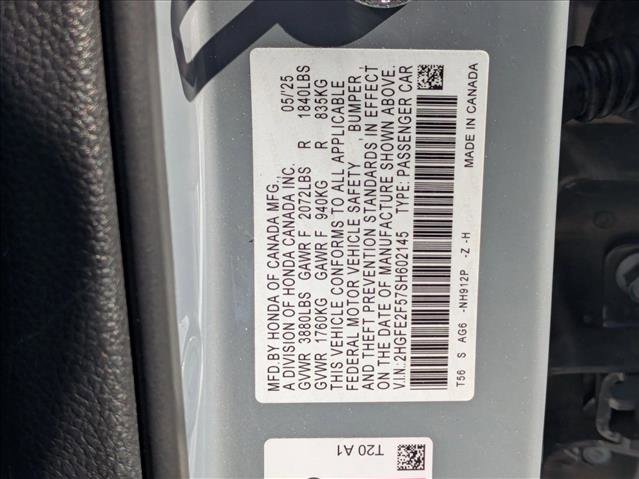 MFD.BY HONDA OF CANADA MFG., 05/'25
A DIVISION OF HONDA CANADA INC.
GVWR 3880LBS GAWR F 2072LBS R 1840LBS
GVWR 1760KG GAWR F 940KG R 835KG
THIS VEHICLE CONFORMS TO ALL APPLICABLE
FEDERAL MOTOR VEHICLE SAFETY BUMPER,
AND THEFT PREVENTION STANDARDS IN EFFECT
ON THE DATE OF MANUFACTURE SHOWN ABOVE.
V.I.N.: 2HGFE2F57SH602145 TYPE: PASSENGER CAR
T56 S AG6 -NH912P -Z -H MADE IN CANADA
T20 A1